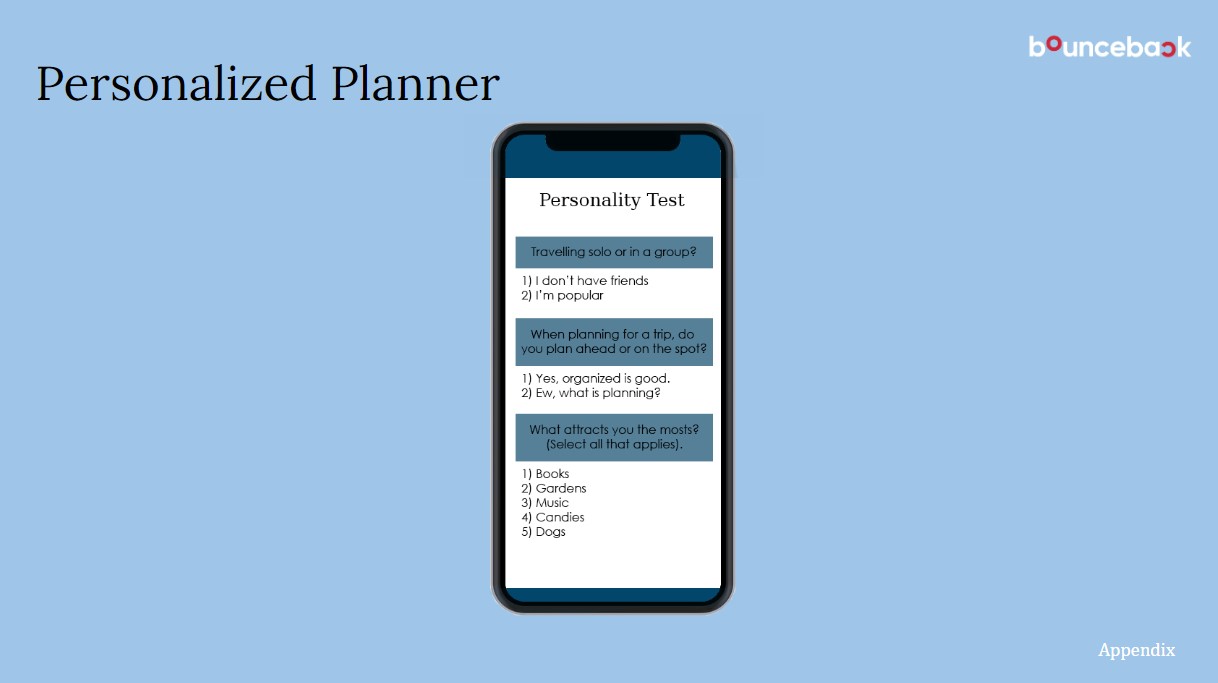 bounceback
Personalized Planner
Personality Test
Travelling solo or in a group?
1) I don't have friends
2) I'm popular
When planning for a trip, do
you plan ahead or on the spot?
1) Yes, organized is good.
2) Ew, what is planning?
What attracts you the mosts?
(Select all that applies).
1) Books
2) Gardens
3) Music
4) Candies
5) Dogs
Appendix